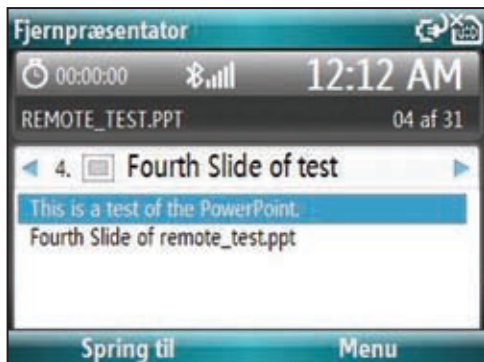 Fjernpræsentator
00:00:00 12:12 AM
REMOTE_TEST.PPT 04 af 31
4. Fourth Slide of test
This is a test of the PowerPoint.
Fourth Slide of remote_test.ppt
Spring til Menu